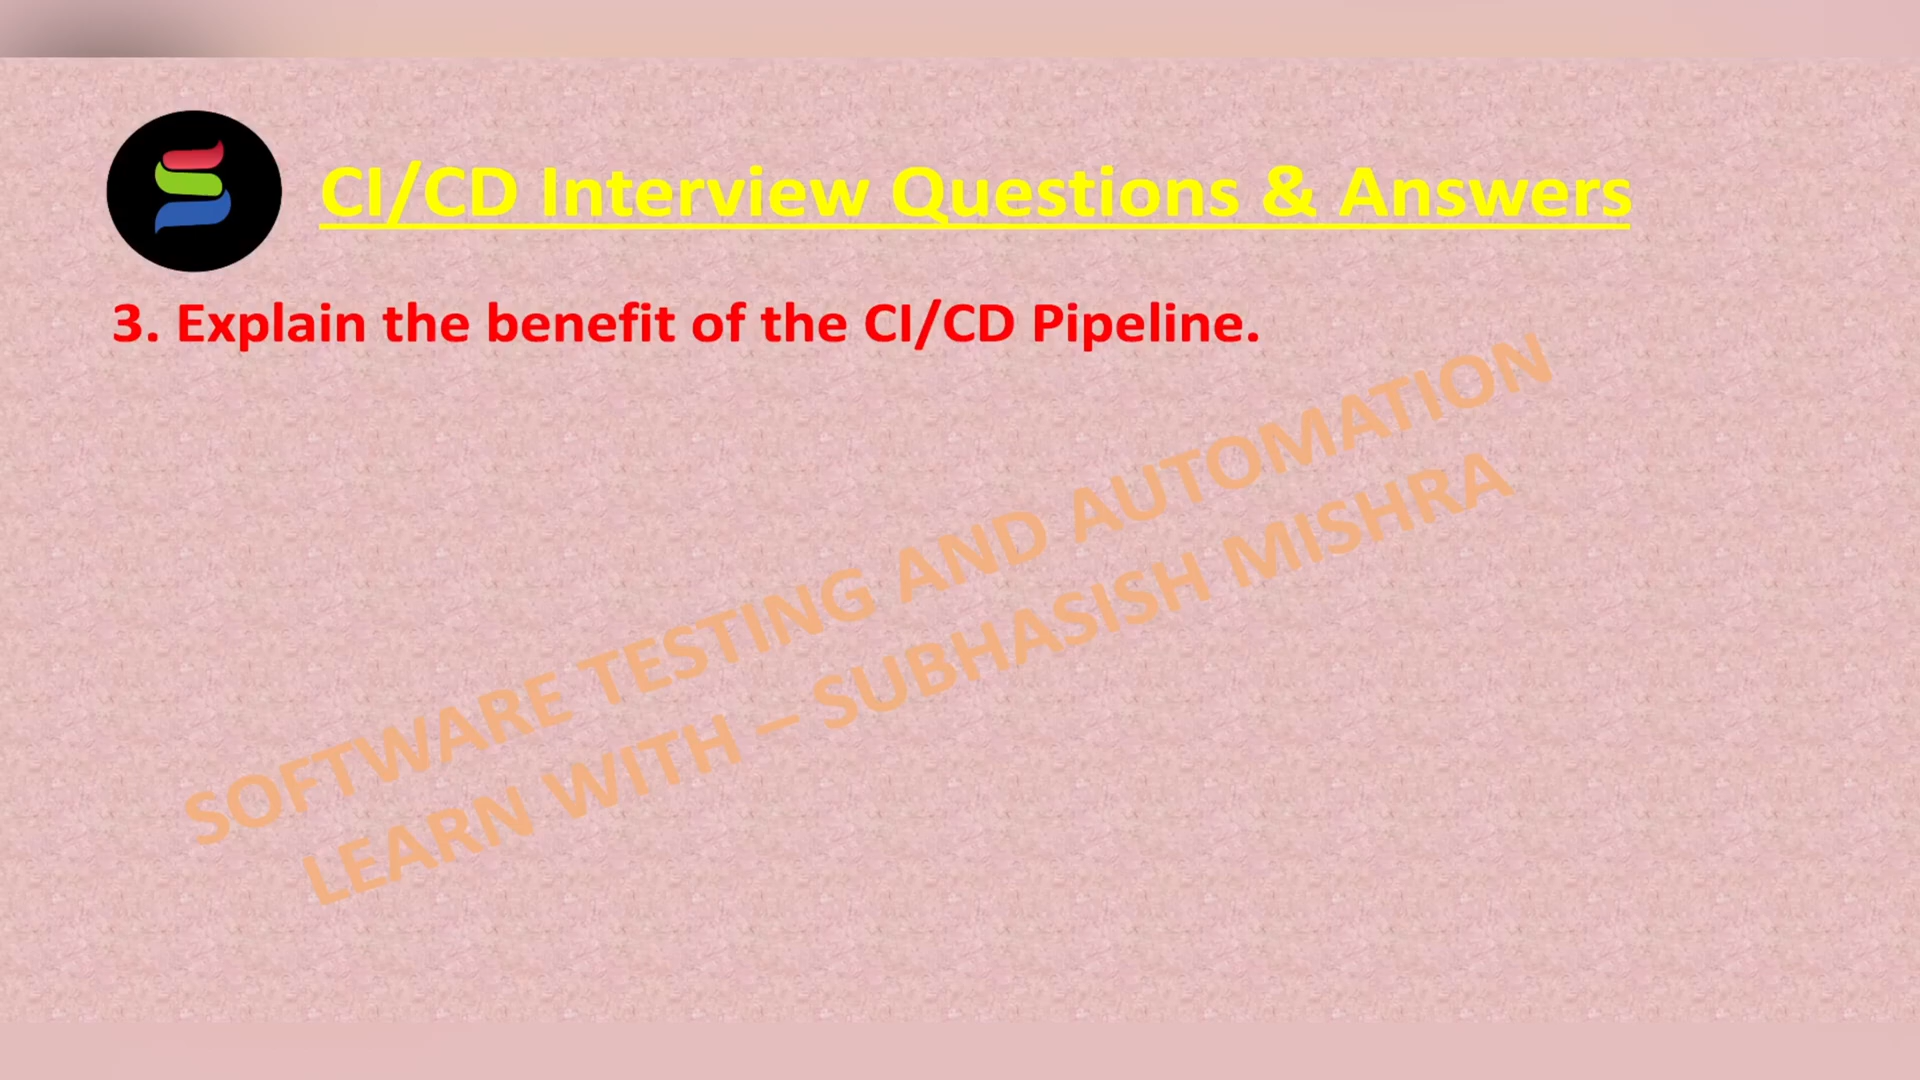 CI/CD Interview Questions & Answers
3. Explain the benefit of the CI/CD Pipeline.
SOFTWARE TESTING AND AUTOMATION
LEARN WITH – SUBHASISH MISHRA